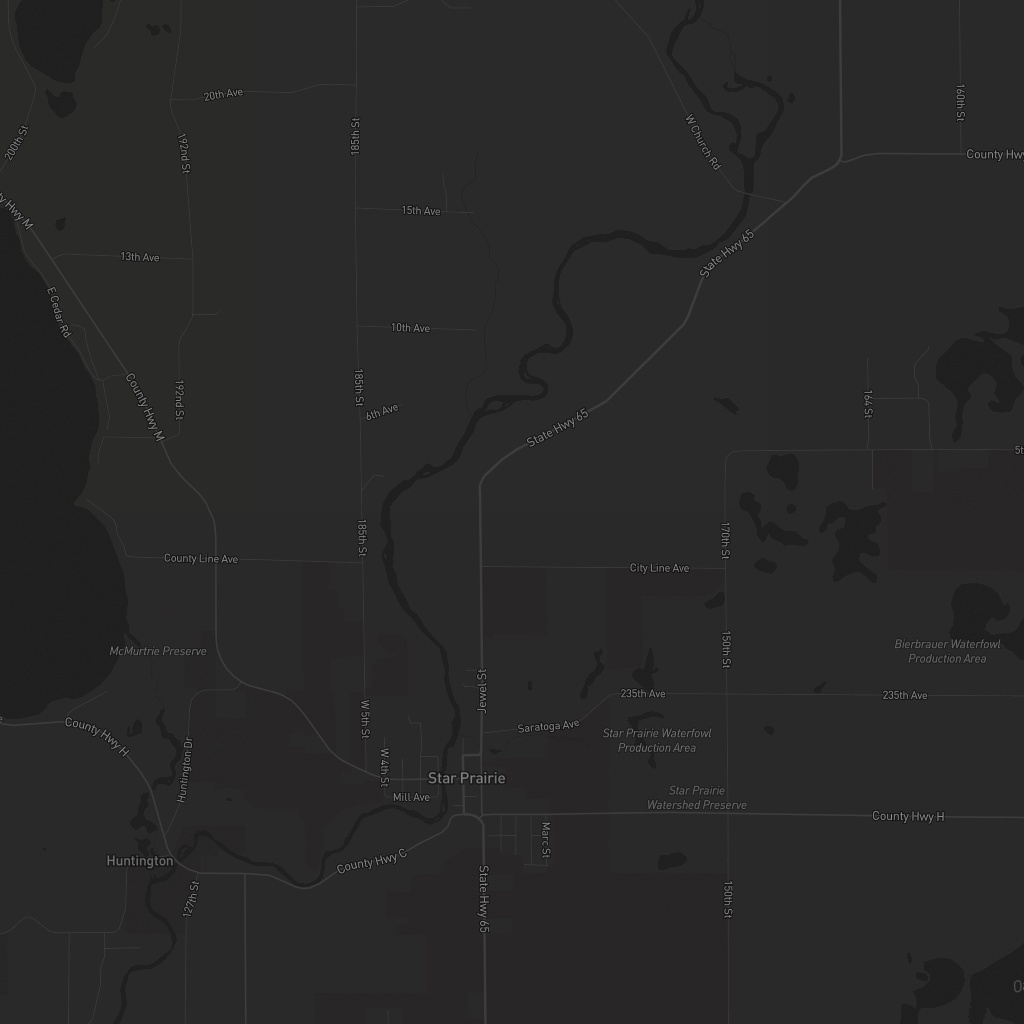 20th Ave
160th St
200th St
192nd St
185th St
W Church Rd
County Hwy
ty Hwy M
15th Ave
State Hwy 65
13th Ave
E Cedar Rd
10th Ave
County Hwy M
192nd St
185th St
6th Ave
164 St
State Hwy 65
5t
185th St
170th St
County Line Ave
City Line Ave
McMurtrie Preserve
150th St
Bierbrauer Waterfowl
Production Area
Jewel St
235th Ave
235th Ave
County Hwy H
W 5th St
Saratoga Ave
Star Prairie Waterfowl
Production Area
Huntington Dr
W 4th St
Star Prairie
Mill Ave
Star Prairie
Watershed Preserve
County Hwy H
Marc St
Huntington
County Hwy C
127th St
State Hwy 65
150th St